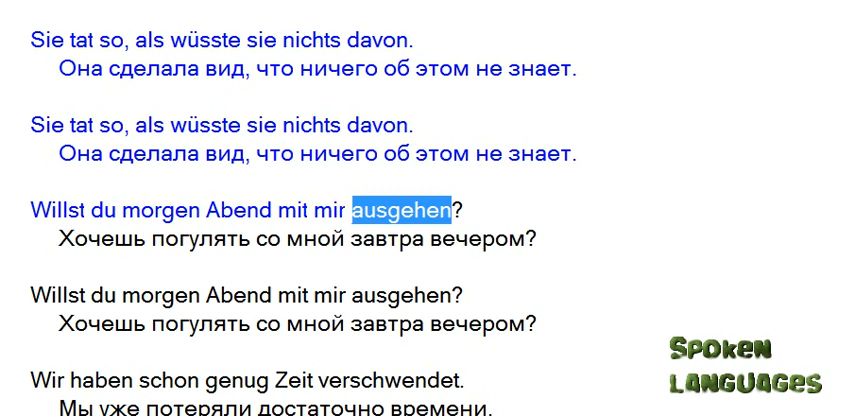 Sie tat so, als wüsste sie nichts davon.
Она сделала вид, что ничего об этом не знает.
Sie tat so, als wüsste sie nichts davon.
Она сделала вид, что ничего об этом не знает.
Willst du morgen Abend mit mir ausgehen?
Хочешь погулять со мной завтра вечером?
Willst du morgen Abend mit mir ausgehen?
Хочешь погулять со мной завтра вечером?
Wir haben schon genug Zeit verschwendet.
Мы уже потеряли достаточно времени.
Spoken
Languages